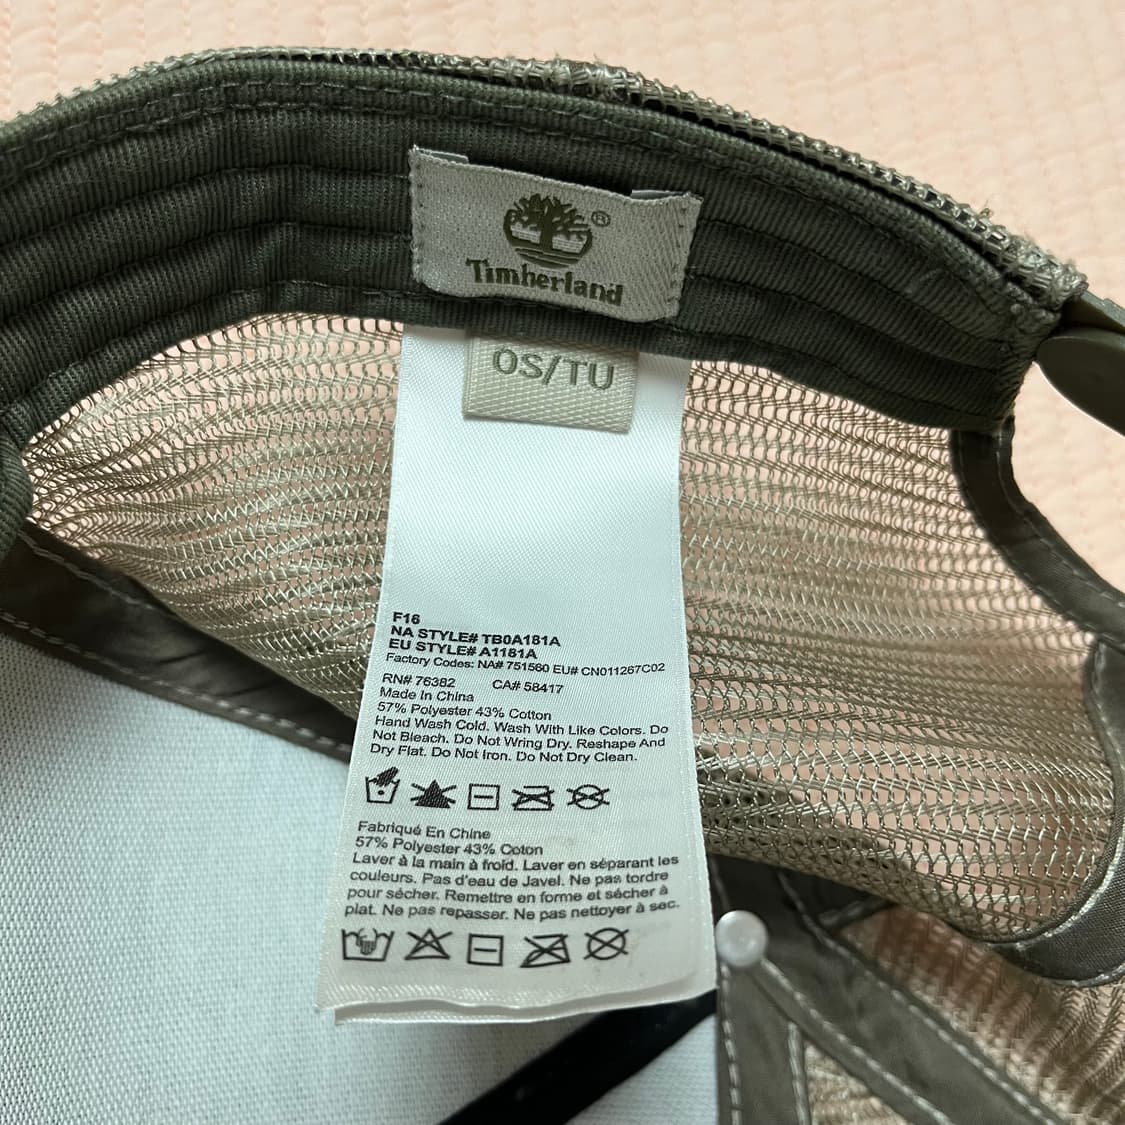 ®
Timberland
OS/TU
F16
NA STYLE# TB0A181A
EU STYLE# A1181A
Factory Codes: NA# 751560 EU# CN011267C02
RN# 76382 CA# 58417
Made In China
57% Polyester 43% Cotton
Hand Wash Cold. Wash With Like Colors. Do
Not Bleach. Do Not Wring Dry. Reshape And
Dry Flat. Do Not Iron. Do Not Dry Clean.
Fabriqué En Chine
57% Polyester 43% Coton
Laver à la main à froid. Laver en séparant les
couleurs. Pas d'eau de Javel. Ne pas tordre
pour sécher. Remettre en forme et sécher à
plat. Ne pas repasser. Ne pas nettoyer à sec.